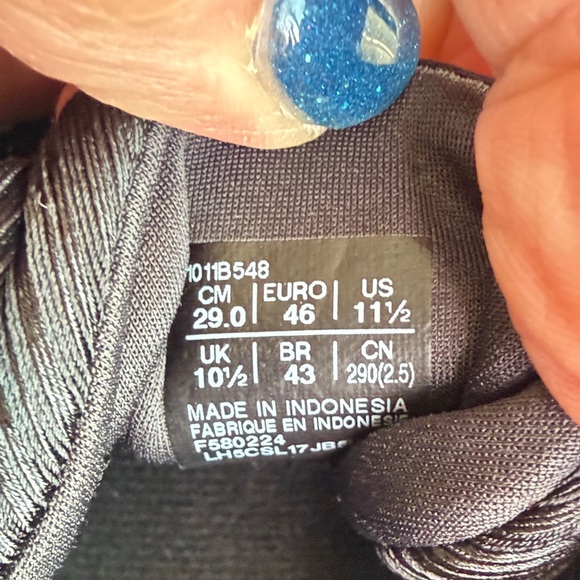 1011B548
CM | EURO | US
29.0 | 46 | 11½
UK | BR | CN
10½ | 43 | 290(2.5)
MADE IN INDONESIA
FABRIQUE EN INDONESIE
F580224